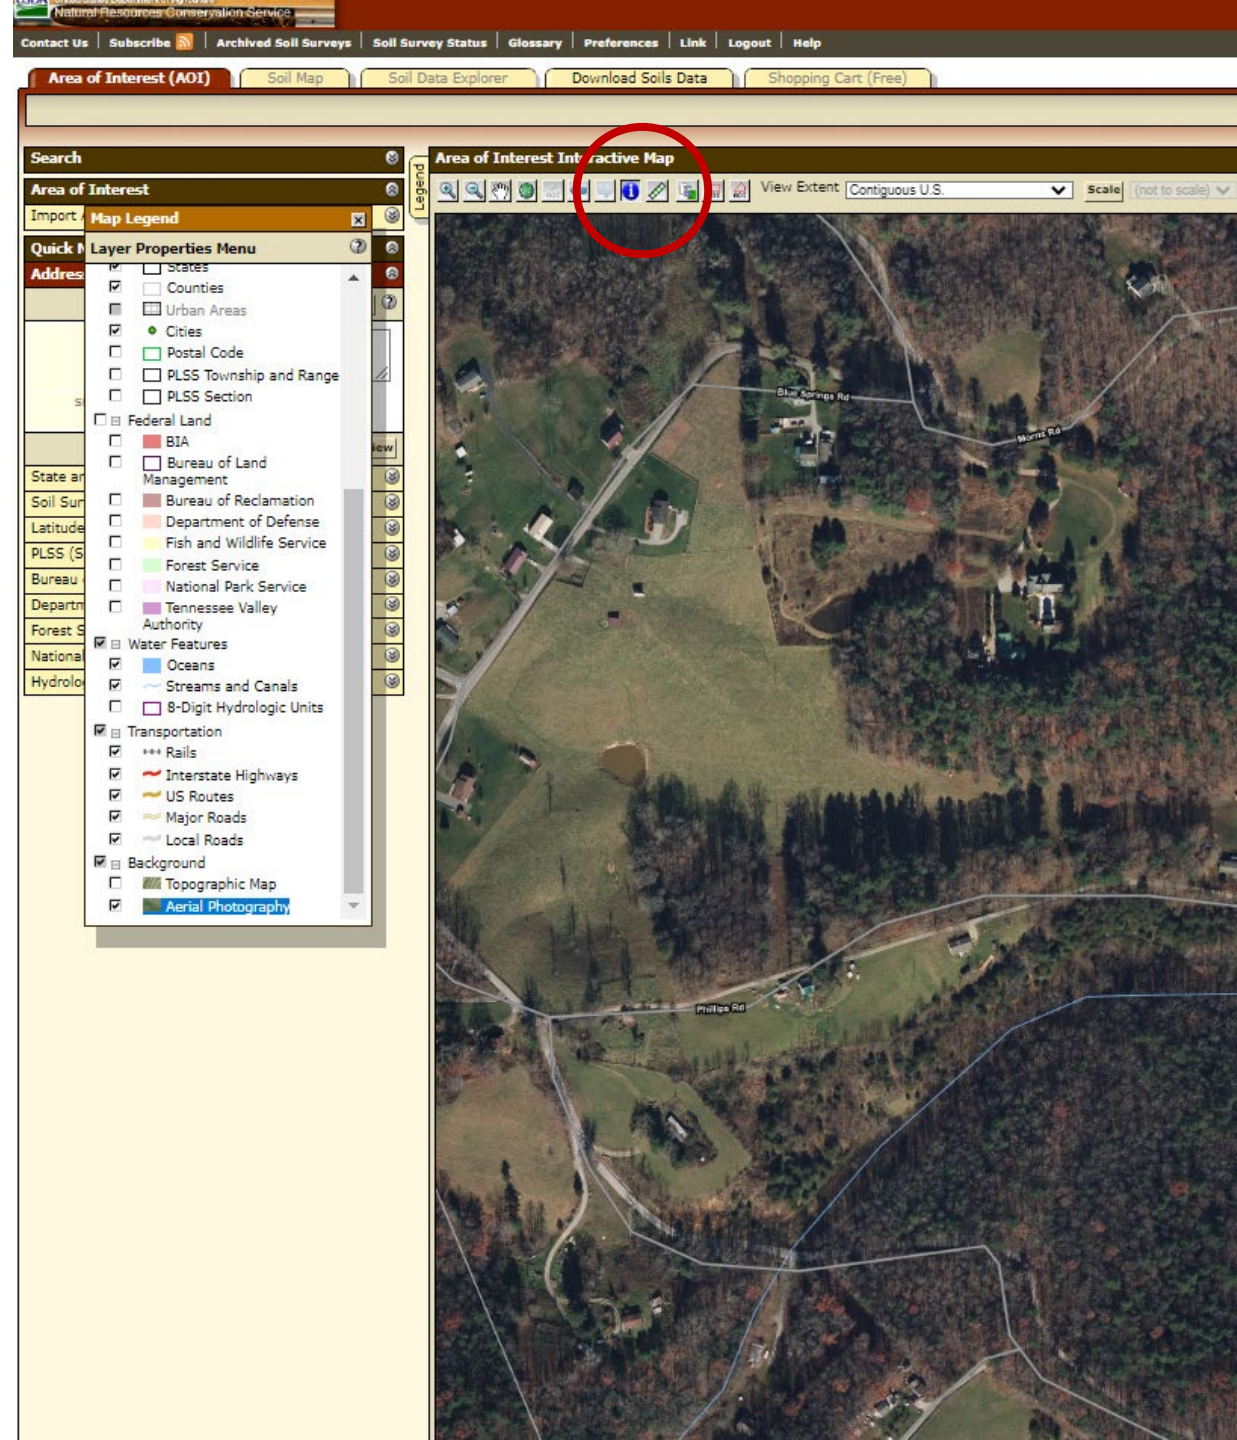 Natural Resources Conservation Service
Contact Us | Subscribe | Archived Soil Surveys | Soil Survey Status | Glossary | Preferences | Link | Logout | Help
Area of Interest (AOI) Soil Map Soil Data Explorer Download Soils Data Shopping Cart (Free)
Search
Area of Interest
Import
Quick N
Addres
State an
Soil Sur
Latitude
PLSS (S
Bureau
Departm
Forest S
National
Hydrolo
iew
Map Legend
Layer Properties Menu
States
Counties
Urban Areas
Cities
Postal Code
PLSS Township and Range
PLSS Section
Federal Land
BIA
Bureau of Land
Management
Bureau of Reclamation
Department of Defense
Fish and Wildlife Service
Forest Service
National Park Service
Tennessee Valley
Authority
Water Features
Oceans
Streams and Canals
8-Digit Hydrologic Units
Transportation
Rails
Interstate Highways
US Routes
Major Roads
Local Roads
Background
Topographic Map
Aerial Photography
Legend
Area of Interest Interactive Map
View Extent Contiguous U.S. Scale (not to scale)
Blue Springs Rd
Morris Rd
Phillips Rd